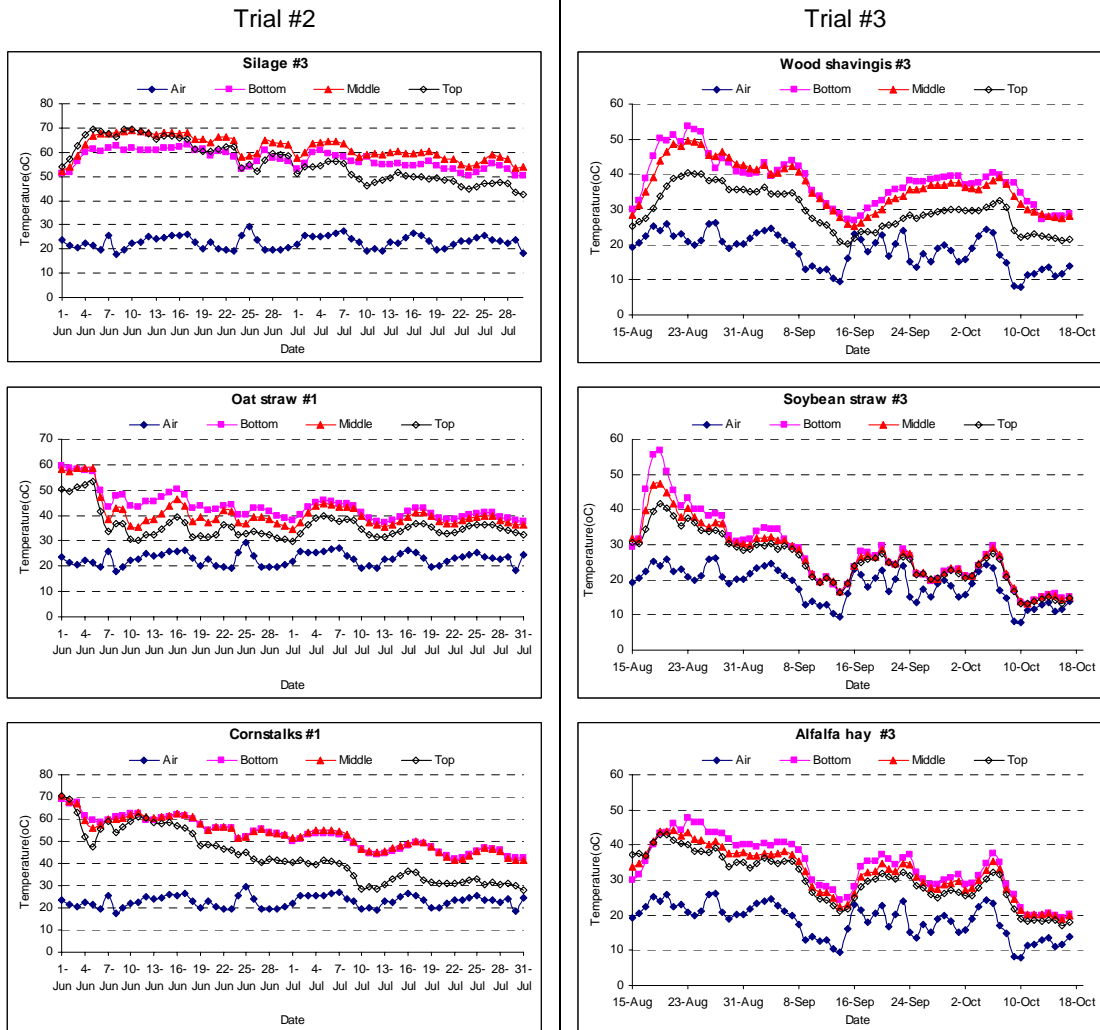 Trial #2
Silage #3
Air Bottom Middle Top
Temperature(oC)
80
70
60
50
40
30
20
10
0
1-Jun 4-Jun 7-Jun 10-Jun 13-Jun 16-Jun 19-Jun 22-Jun 25-Jun 28-Jun 1-Jul 4-Jul 7-Jul 10-Jul 13-Jul 16-Jul 19-Jul 22-Jul 25-Jul 28-Jul
Date
Oat straw #1
Air Bottom Middle Top
Temperature(oC)
70
60
50
40
30
20
10
0
1-Jun 4-Jun 7-Jun 10-Jun 13-Jun 16-Jun 19-Jun 22-Jun 25-Jun 28-Jun 1-Jul 4-Jul 7-Jul 10-Jul 13-Jul 16-Jul 19-Jul 22-Jul 25-Jul 28-Jul 31-Jul
Date
Cornstalks #1
Air Bottom Middle Top
Temperature(oC)
80
70
60
50
40
30
20
10
0
1-Jun 4-Jun 7-Jun 10-Jun 13-Jun 16-Jun 19-Jun 22-Jun 25-Jun 28-Jun 1-Jul 4-Jul 7-Jul 10-Jul 13-Jul 16-Jul 19-Jul 22-Jul 25-Jul 28-Jul 31-Jul
Date
Trial #3
Wood shavingis #3
Air Bottom Middle Top
Temperature(oC)
60
50
40
30
20
10
0
15-Aug 23-Aug 31-Aug 8-Sep 16-Sep 24-Sep 2-Oct 10-Oct 18-Oct
Date
Soybean straw #3
Air Bottom Middle Top
Temperature(oC)
60
50
40
30
20
10
0
15-Aug 23-Aug 31-Aug 8-Sep 16-Sep 24-Sep 2-Oct 10-Oct 18-Oct
Date
Alfalfa hay #3
Air Bottom Middle Top
Temperature(oC)
60
50
40
30
20
10
0
15-Aug 23-Aug 31-Aug 8-Sep 16-Sep 24-Sep 2-Oct 10-Oct 18-Oct
Date